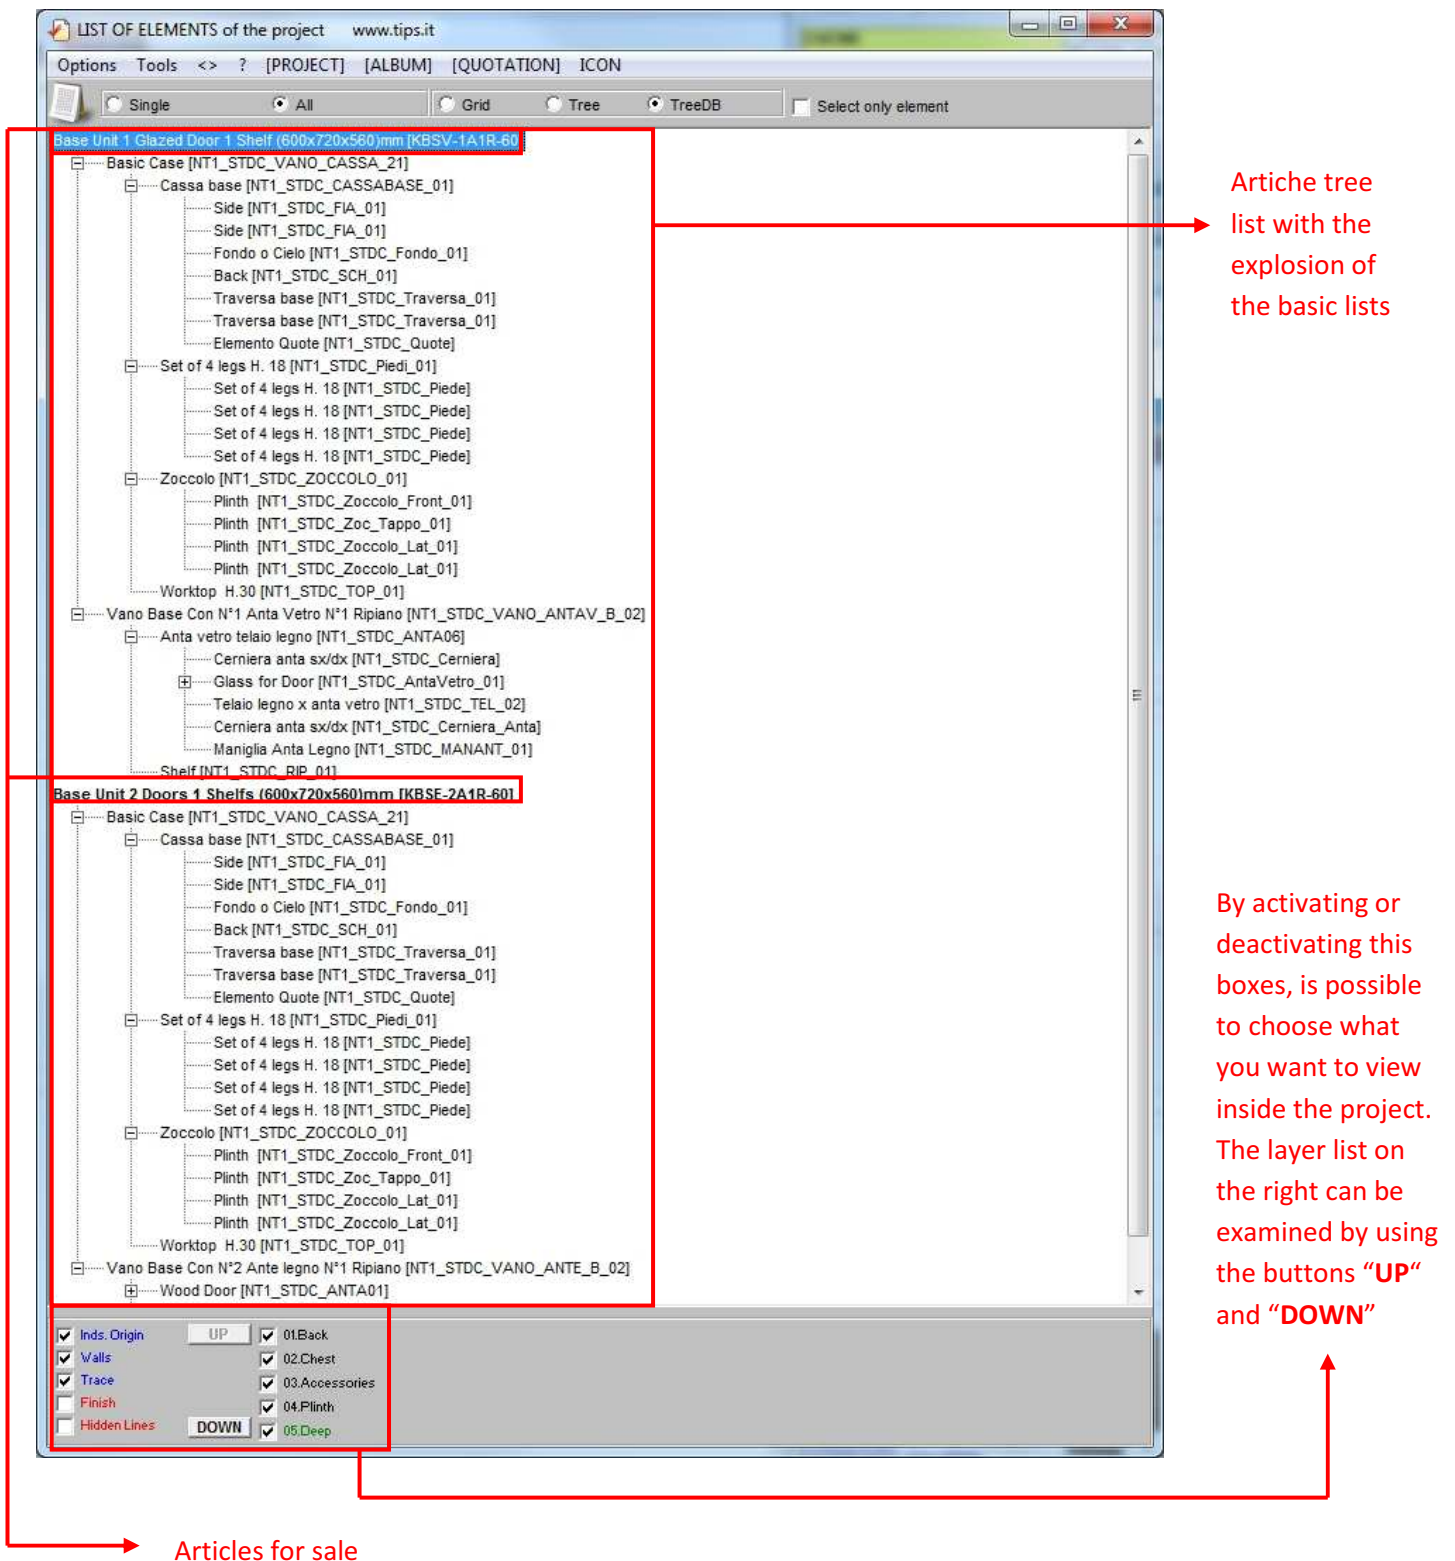 LIST OF ELEMENTS of the project www.tips.it
Options Tools <> ? [PROJECT] [ALBUM] [QUOTATION] ICON
Single All Grid Tree TreeDB Select only element
Base Unit 1 Glazed Door 1 Shelf (600x720x560)mm [KBSV-1A1R-60]
Basic Case [NT1_STDC_VANO_CASSA_21]
Cassa base [NT1_STDC_CASSABASE_01]
Side [NT1_STDC_FIA_01]
Side [NT1_STDC_FIA_01]
Fondo o Cielo [NT1_STDC_Fondo_01]
Back [NT1_STDC_SCH_01]
Traversa base [NT1_STDC_Traversa_01]
Traversa base [NT1_STDC_Traversa_01]
Elemento Quote [NT1_STDC_Quote]
Set of 4 legs H. 18 [NT1_STDC_Piedi_01]
Set of 4 legs H. 18 [NT1_STDC_Piede]
Set of 4 legs H. 18 [NT1_STDC_Piede]
Set of 4 legs H. 18 [NT1_STDC_Piede]
Set of 4 legs H. 18 [NT1_STDC_Piede]
Zoccolo [NT1_STDC_ZOCCOLO_01]
Plinth [NT1_STDC_Zoccolo_Front_01]
Plinth [NT1_STDC_Zoc_Tappo_01]
Plinth [NT1_STDC_Zoccolo_Lat_01]
Plinth [NT1_STDC_Zoccolo_Lat_01]
Worktop H.30 [NT1_STDC_TOP_01]
Vano Base Con N°1 Anta Vetro N°1 Ripiano [NT1_STDC_VANO_ANTAV_B_02]
Anta vetro telaio legno [NT1_STDC_ANTA06]
Cerniera anta sx/dx [NT1_STDC_Cerniera]
Glass for Door [NT1_STDC_AntaVetro_01]
Telaio legno x anta vetro [NT1_STDC_TEL_02]
Cerniera anta sx/dx [NT1_STDC_Cerniera_Anta]
Maniglia Anta Legno [NT1_STDC_MANANT_01]
Shelf [NT1_STDC_RIP_01]
Base Unit 2 Doors 1 Shelfs (600x720x560)mm [KBSE-2A1R-60]
Basic Case [NT1_STDC_VANO_CASSA_21]
Cassa base [NT1_STDC_CASSABASE_01]
Side [NT1_STDC_FIA_01]
Side [NT1_STDC_FIA_01]
Fondo o Cielo [NT1_STDC_Fondo_01]
Back [NT1_STDC_SCH_01]
Traversa base [NT1_STDC_Traversa_01]
Traversa base [NT1_STDC_Traversa_01]
Elemento Quote [NT1_STDC_Quote]
Set of 4 legs H. 18 [NT1_STDC_Piedi_01]
Set of 4 legs H. 18 [NT1_STDC_Piede]
Set of 4 legs H. 18 [NT1_STDC_Piede]
Set of 4 legs H. 18 [NT1_STDC_Piede]
Set of 4 legs H. 18 [NT1_STDC_Piede]
Zoccolo [NT1_STDC_ZOCCOLO_01]
Plinth [NT1_STDC_Zoccolo_Front_01]
Plinth [NT1_STDC_Zoc_Tappo_01]
Plinth [NT1_STDC_Zoccolo_Lat_01]
Plinth [NT1_STDC_Zoccolo_Lat_01]
Worktop H.30 [NT1_STDC_TOP_01]
Vano Base Con N°2 Ante legno N°1 Ripiano [NT1_STDC_VANO_ANTE_B_02]
Wood Door [NT1_STDC_ANTA01]
Inds. Origin UP 01.Back
Walls 02.Chest
Trace 03.Accessories
Finish 04.Plinth
Hidden Lines DOWN 05.Deep
Artiche tree
list with the
explosion of
the basic lists
By activating or
deactivating this
boxes, is possible
to choose what
you want to view
inside the project.
The layer list on
the right can be
examined by using
the buttons “UP“
and “DOWN”
Articles for sale